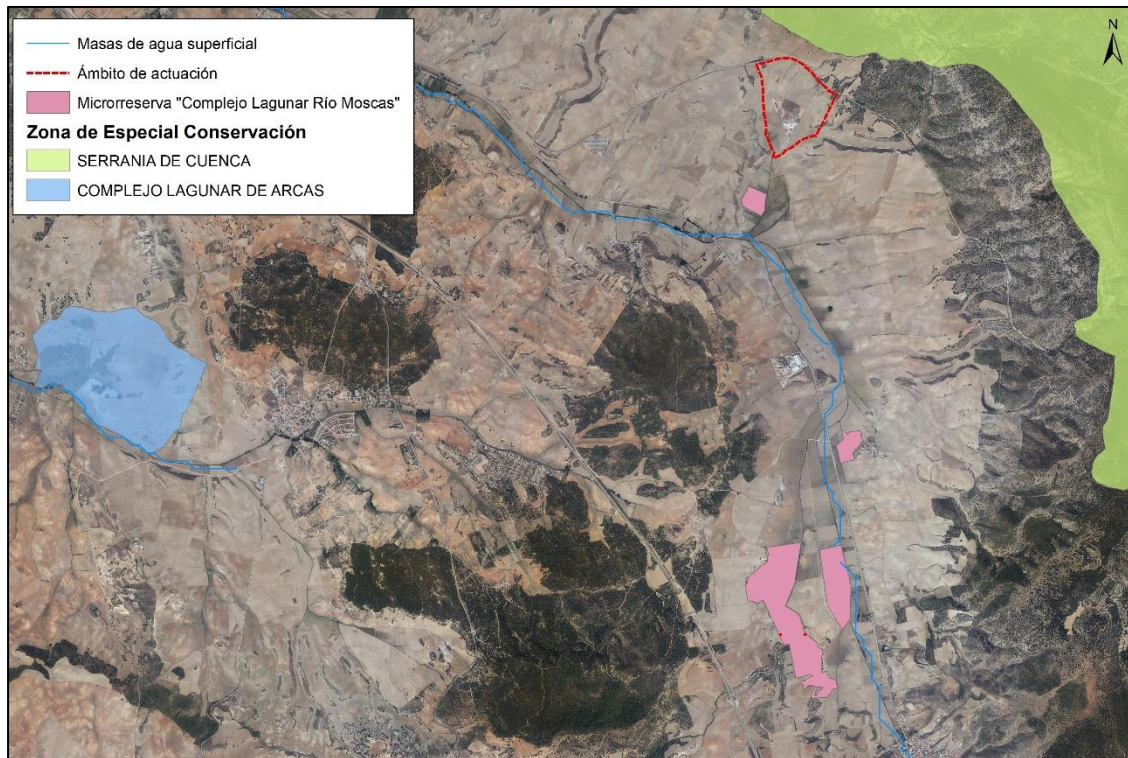 Masas de agua superficial
Ámbito de actuación
Microrreserva "Complejo Lagunar Río Moscas"
Zona de Especial Conservación
SERRANIA DE CUENCA
COMPLEJO LAGUNAR DE ARCAS
N